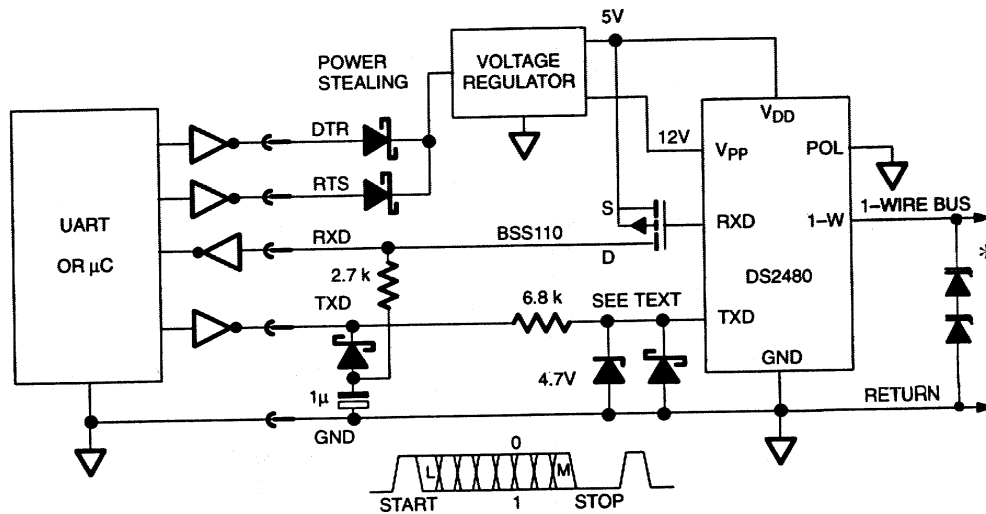 5V
POWER
STEALING
VOLTAGE
REGULATOR
DTR
VDD
12V
VPP
POL
RTS
S
1–WIRE BUS
UART
OR μC
RXD
BSS110
D
RXD
1–W
*
2.7 k
DS2480
TXD
6.8 k
SEE TEXT
TXD
GND
4.7V
1μ
RETURN
GND
0
L
M
START
1
STOP